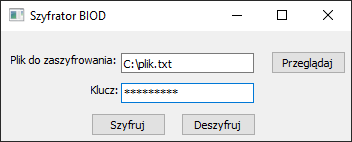 Szyfrator BIOD
Plik do zaszyfrowania: C:\plik.txt Przeglądaj
Klucz: *********
Szyfruj Deszyfruj